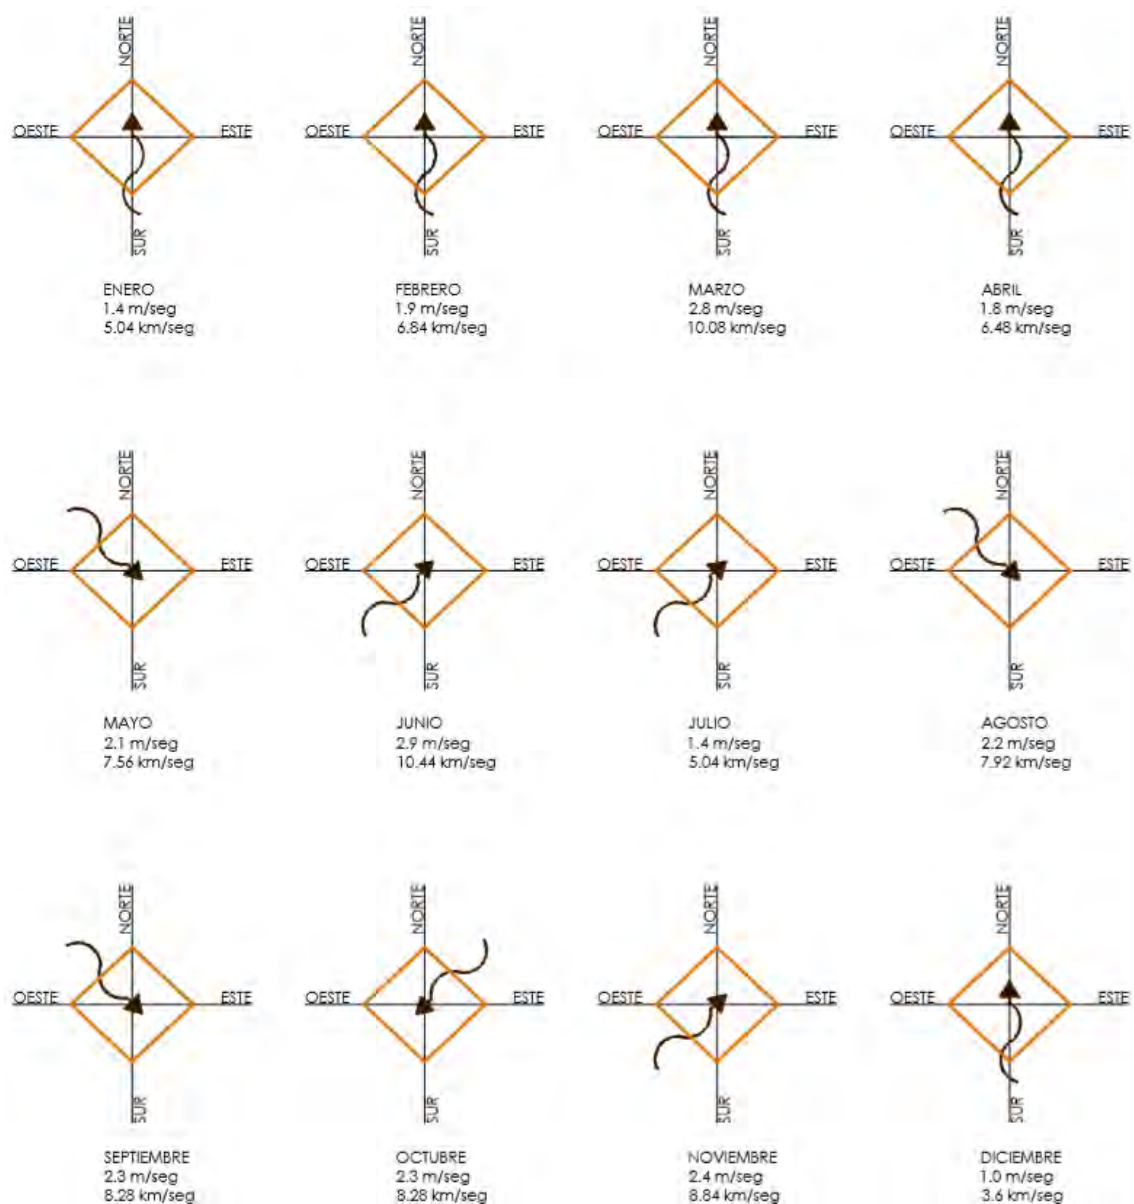 NORTE
OESTE
ESTE
SUR
ENERO
1.4 m/seg
5.04 km/seg
NORTE
OESTE
ESTE
SUR
FEBRERO
1.9 m/seg
6.84 km/seg
NORTE
OESTE
ESTE
SUR
MARZO
2.8 m/seg
10.08 km/seg
NORTE
OESTE
ESTE
SUR
ABRIL
1.8 m/seg
6.48 km/seg
NORTE
OESTE
ESTE
SUR
MAYO
2.1 m/seg
7.56 km/seg
NORTE
OESTE
ESTE
SUR
JUNIO
2.9 m/seg
10.44 km/seg
NORTE
OESTE
ESTE
SUR
JULIO
1.4 m/seg
5.04 km/seg
NORTE
OESTE
ESTE
SUR
AGOSTO
2.2 m/seg
7.92 km/seg
NORTE
OESTE
ESTE
SUR
SEPTIEMBRE
2.3 m/seg
8.28 km/seg
NORTE
OESTE
ESTE
SUR
OCTUBRE
2.3 m/seg
8.28 km/seg
NORTE
OESTE
ESTE
SUR
NOVIEMBRE
2.4 m/seg
8.84 km/seg
NORTE
OESTE
ESTE
SUR
DICIEMBRE
1.0 m/seg
3.6 km/seg